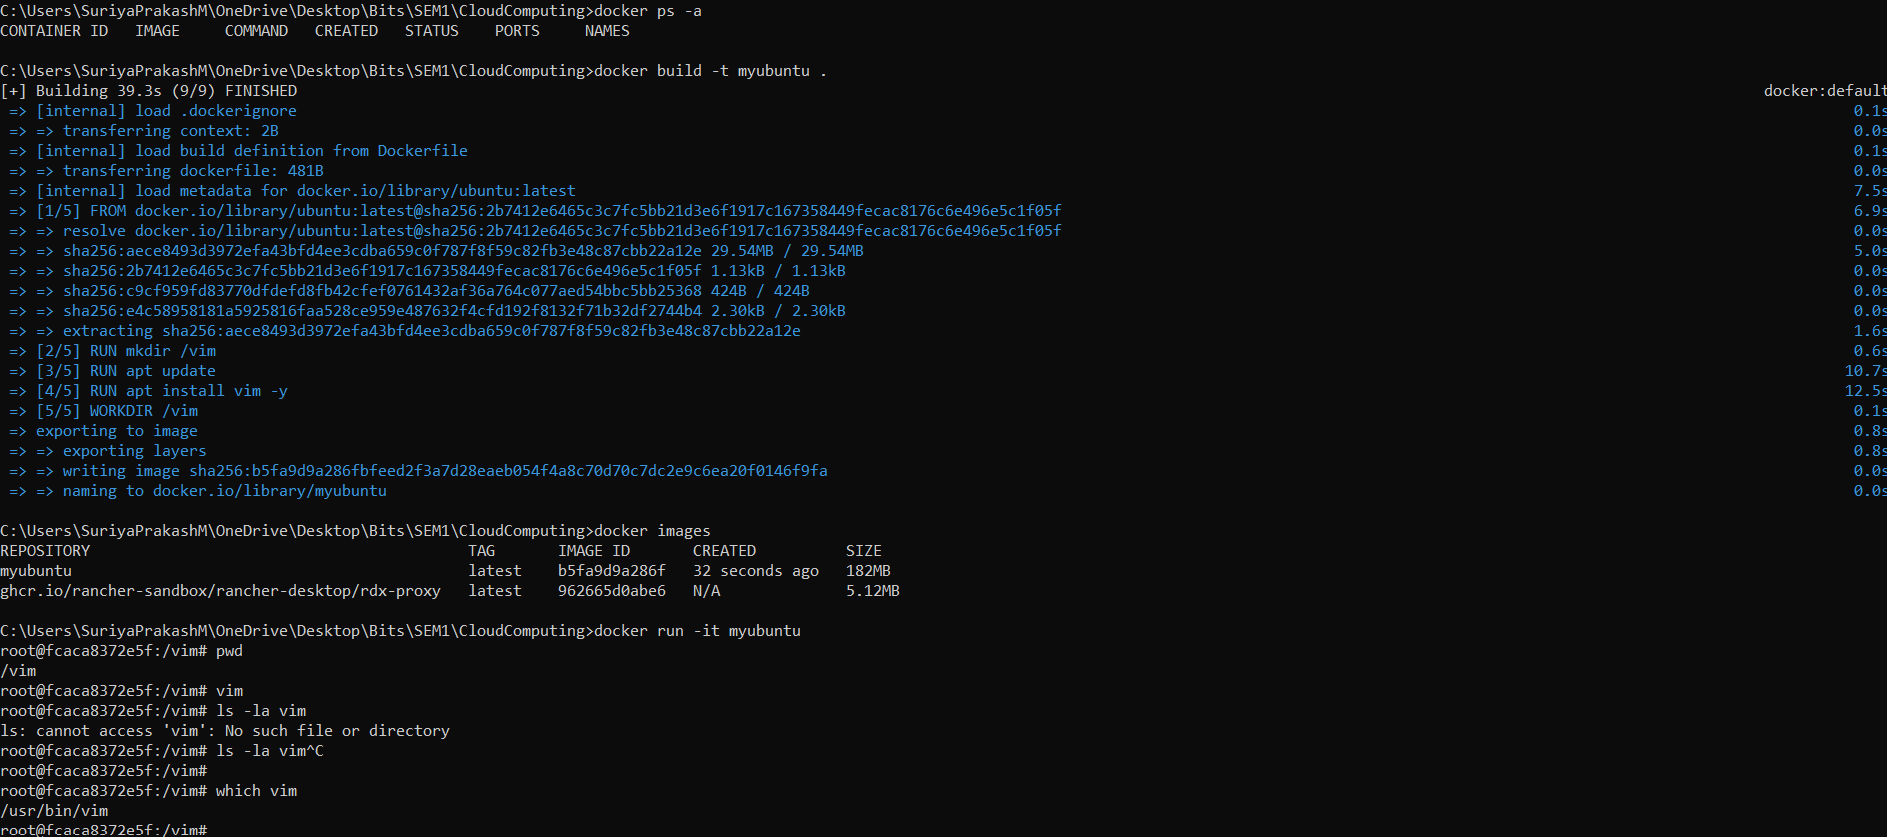 C:\Users\SuriyaPrakashM\OneDrive\Desktop\Bits\SEM1\CloudComputing>docker ps -a
CONTAINER ID   IMAGE     COMMAND   CREATED   STATUS    PORTS     NAMES
C:\Users\SuriyaPrakashM\OneDrive\Desktop\Bits\SEM1\CloudComputing>docker build -t myubuntu .
[+] Building 39.3s (9/9) FINISHED docker:default
=> [internal] load .dockerignore 0.1s
=> => transferring context: 2B 0.0s
=> [internal] load build definition from Dockerfile 0.1s
=> => transferring dockerfile: 481B 0.0s
=> [internal] load metadata for docker.io/library/ubuntu:latest 7.5s
=> [1/5] FROM docker.io/library/ubuntu:latest@sha256:2b7412e6465c3c7fc5bb21d3e6f1917c167358449fecac8176c6e496e5c1f05f 6.9s
=> => resolve docker.io/library/ubuntu:latest@sha256:2b7412e6465c3c7fc5bb21d3e6f1917c167358449fecac8176c6e496e5c1f05f 0.0s
=> => sha256:aece8493d3972efa43bfd4ee3cdba659c0f787f8f59c82fb3e48c87cbb22a12e 29.54MB / 29.54MB 5.0s
=> => sha256:2b7412e6465c3c7fc5bb21d3e6f1917c167358449fecac8176c6e496e5c1f05f 1.13kB / 1.13kB 0.0s
=> => sha256:c9cf959fd83770dfdefd8fb42cfef0761432af36a764c077aed54bbc5bb25368 424B / 424B 0.0s
=> => sha256:e4c58958181a5925816faa528ce959e487632f4cfd192f8132f71b32df2744b4 2.30kB / 2.30kB 0.0s
=> => extracting sha256:aece8493d3972efa43bfd4ee3cdba659c0f787f8f59c82fb3e48c87cbb22a12e 1.6s
=> [2/5] RUN mkdir /vim 0.6s
=> [3/5] RUN apt update 10.7s
=> [4/5] RUN apt install vim -y 12.5s
=> [5/5] WORKDIR /vim 0.1s
=> exporting to image 0.8s
=> => exporting layers 0.8s
=> => writing image sha256:b5fa9d9a286fbfeed2f3a7d28eaeb054f4a8c70d70c7dc2e9c6ea20f0146f9fa 0.0s
=> => naming to docker.io/library/myubuntu 0.0s
C:\Users\SuriyaPrakashM\OneDrive\Desktop\Bits\SEM1\CloudComputing>docker images
REPOSITORY TAG IMAGE ID CREATED SIZE
myubuntu latest b5fa9d9a286f 32 seconds ago 182MB
ghcr.io/rancher-sandbox/rancher-desktop/rdx-proxy latest 962665d0abe6 N/A 5.12MB
C:\Users\SuriyaPrakashM\OneDrive\Desktop\Bits\SEM1\CloudComputing>docker run -it myubuntu
root@fcaca8372e5f:/vim# pwd
/vim
root@fcaca8372e5f:/vim# vim
root@fcaca8372e5f:/vim# ls -la vim
ls: cannot access 'vim': No such file or directory
root@fcaca8372e5f:/vim# ls -la vim^C
root@fcaca8372e5f:/vim#
root@fcaca8372e5f:/vim# which vim
/usr/bin/vim
root@fcaca8372e5f:/vim#